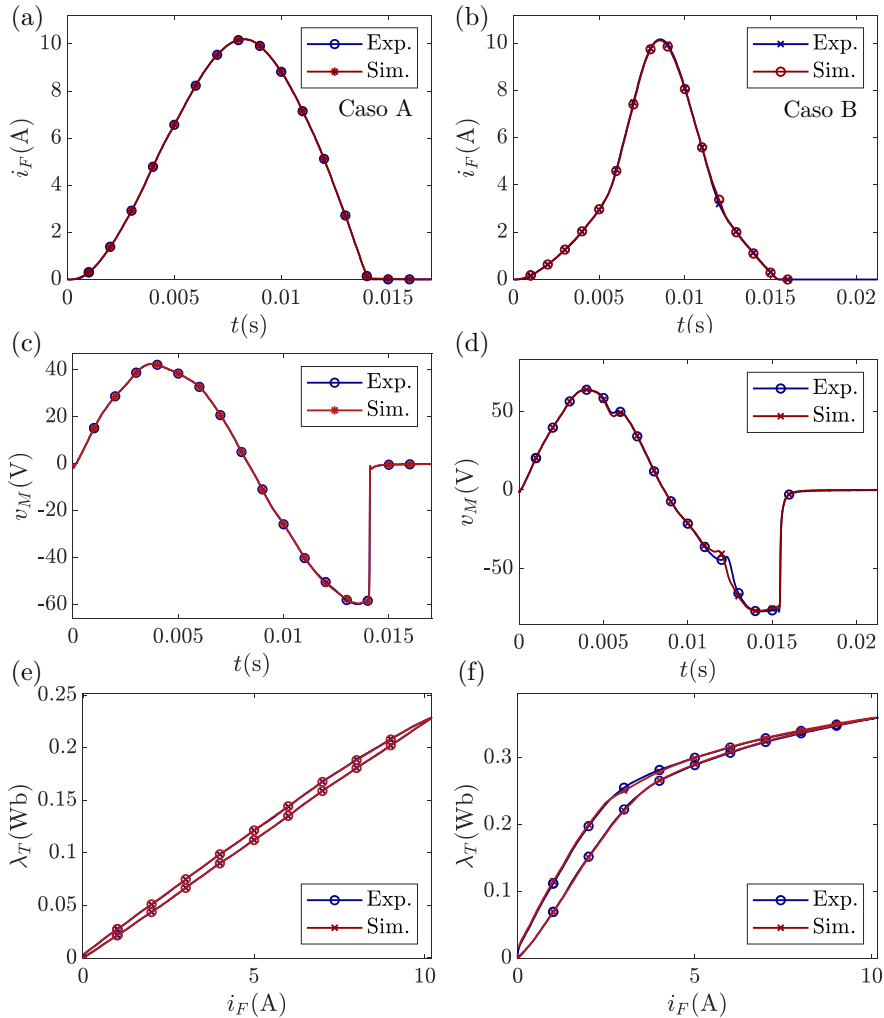 (a)
10
8
6
4
2
0
i_F(A)
Exp.
Sim.
Caso A
0
0.005
0.01
0.015
t(s)
(b)
10
8
6
4
2
0
i_F(A)
Exp.
Sim.
Caso B
0
0.005
0.01
0.015
0.02
t(s)
(c)
40
20
0
-20
-40
-60
v_M(V)
Exp.
Sim.
0
0.005
0.01
0.015
t(s)
(d)
50
0
-50
v_M(V)
Exp.
Sim.
0
0.005
0.01
0.015
0.02
t(s)
(e)
0.25
0.2
0.15
0.1
0.05
0
λ_T(Wb)
Exp.
Sim.
0
5
10
i_F(A)
(f)
0.3
0.2
0.1
0
λ_T(Wb)
Exp.
Sim.
0
5
10
i_F(A)